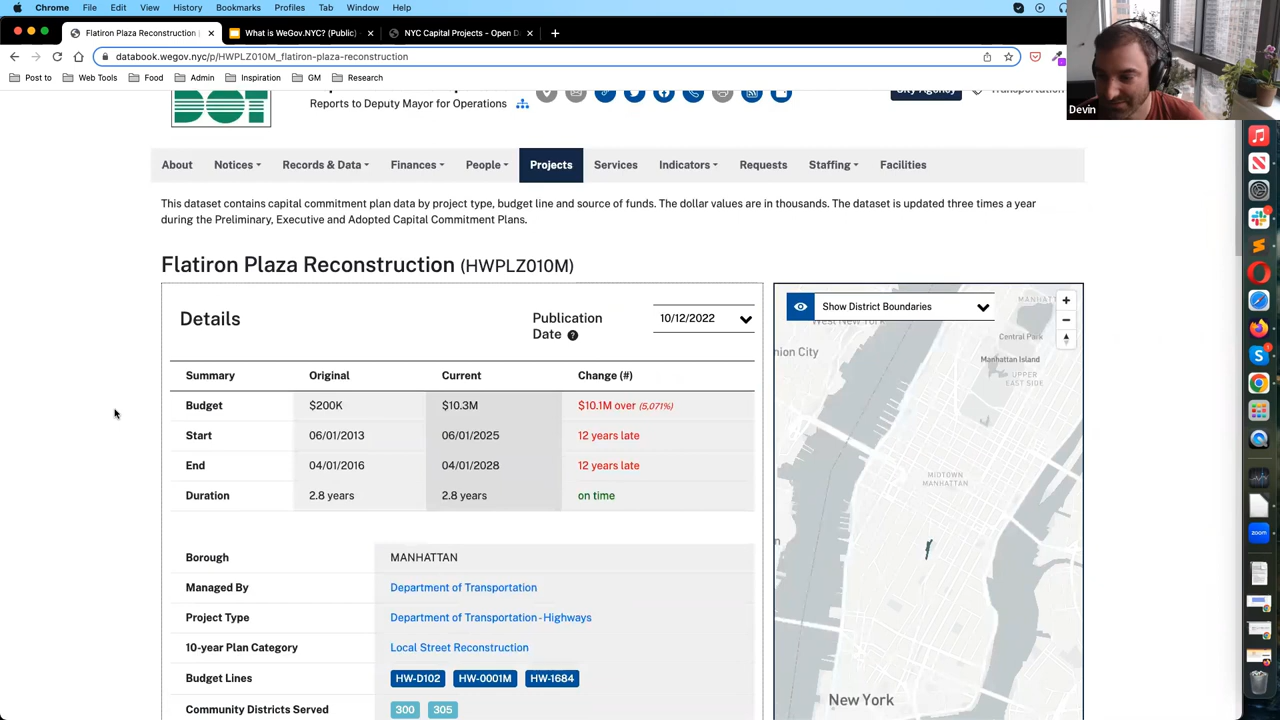 Chrome File Edit View History Bookmarks Profiles Tab Window Help
Flatiron Plaza Reconstruction
What is WeGov.NYC? (Public)
NYC Capital Projects - Open D
databook.wegov.nyc/p/HWPLZ010M_flatiron-plaza-reconstruction
Post to Web Tools Food Admin Inspiration GM Research
Devin
DOT
Reports to Deputy Mayor for Operations
City Agency
Transportation
About Notices Records & Data Finances People Projects Services Indicators Requests Staffing Facilities
This dataset contains capital commitment plan data by project type, budget line and source of funds. The dollar values are in thousands. The dataset is updated three times a year
during the Preliminary, Executive and Adopted Capital Commitment Plans.
Flatiron Plaza Reconstruction (HWPLZ010M)
Details
Publication
Date ?
10/12/2022
Summary Original Current Change (#)
Budget $200K $10.3M $10.1M over (5,071%)
Start 06/01/2013 06/01/2025 12 years late
End 04/01/2016 04/01/2028 12 years late
Duration 2.8 years 2.8 years on time
Borough MANHATTAN
Managed By Department of Transportation
Project Type Department of Transportation - Highways
10-year Plan Category Local Street Reconstruction
Budget Lines HW-D102 HW-0001M HW-1684
Community Districts Served 300 305
Show District Boundaries
MANHATTA
West New York
nion City
Central Park
Manhattan Island
UPPER
EAST SIDE
MIDTOWN
MANHATTAN
New York
zoom